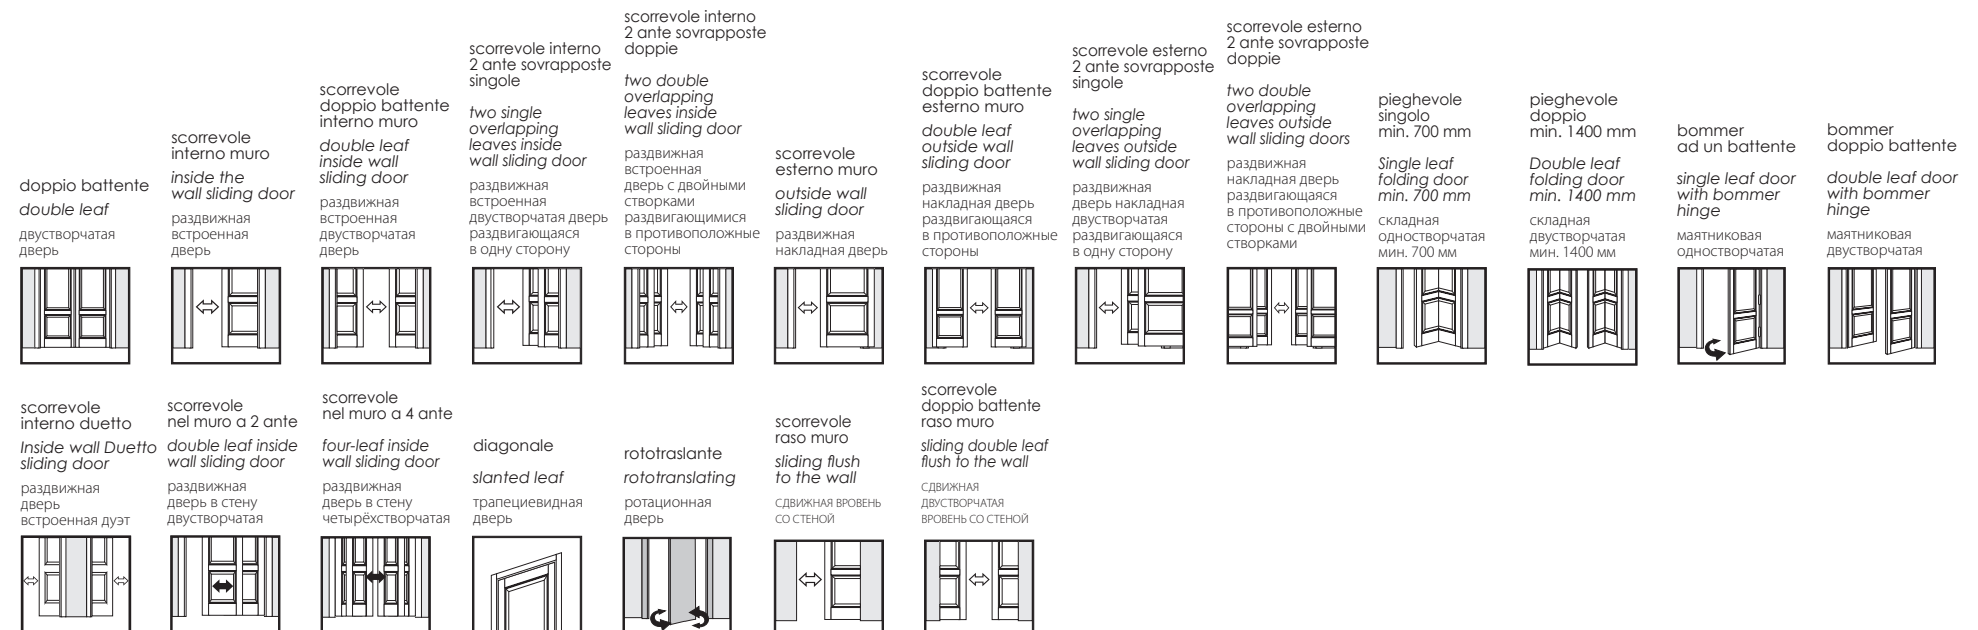 doppio battente
double leaf
двустворчатая
дверь
scorrevole
interno muro
inside the
wall sliding door
раздвижная
встроенная
дверь
scorrevole
doppio battente
interno muro
double leaf
inside wall
sliding door
раздвижная
встроенная
двустворчатая
дверь
scorrevole interno
2 ante sovrapposte
singole
two single
overlapping
leaves inside
wall sliding door
раздвижная
встроенная
двустворчатая дверь
раздвигающаяся
в одну сторону
scorrevole interno
2 ante sovrapposte
doppie
two double
overlapping
leaves inside
wall sliding door
раздвижная
встроенная
дверь с двойными
створками
раздвигающимися
в противоположные
стороны
scorrevole
esterno muro
outside wall
sliding door
раздвижная
накладная дверь
scorrevole
doppio battente
esterno muro
double leaf
outside wall
sliding door
раздвижная
накладная дверь
раздвигающаяся
в противоположные
стороны
scorrevole esterno
2 ante sovrapposte
singole
two single
overlapping
leaves outside
wall sliding door
раздвижная
дверь накладная
двустворчатая
раздвигающаяся
в одну сторону
scorrevole esterno
2 ante sovrapposte
doppie
two double
overlapping
leaves outside
wall sliding doors
раздвижная
накладная дверь
раздвигающаяся
в противоположные
стороны с двойными
створками
pieghevole
singolo
min. 700 mm
Single leaf
folding door
min. 700 mm
складная
одностворчатая
мин. 700 мм
pieghevole
doppio
min. 1400 mm
Double leaf
folding door
min. 1400 mm
складная
двустворчатая
мин. 1400 мм
bommer
ad un battente
single leaf door
with bommer
hinge
маятниковая
одностворчатая
bommer
doppio battente
double leaf door
with bommer
hinge
маятниковая
двустворчатая
scorrevole
interno duetto
Inside wall Duetto
sliding door
раздвижная
дверь
встроенная дуэт
scorrevole
nel muro a 2 ante
double leaf inside
wall sliding door
раздвижная
дверь в стену
двустворчатая
scorrevole
nel muro a 4 ante
four-leaf inside
wall sliding door
раздвижная
дверь в стену
четырёхстворчатая
diagonale
slanted leaf
трапециевидная
дверь
rototraslante
rototranslating
ротационная
дверь
scorrevole
raso muro
sliding flush
to the wall
СДВИЖНАЯ ВРОВЕНЬ
СО СТЕНОЙ
scorrevole
doppio battente
raso muro
sliding double leaf
flush to the wall
СДВИЖНАЯ
ДВУСТВОРЧАТАЯ
ВРОВЕНЬ СО СТЕНОЙ